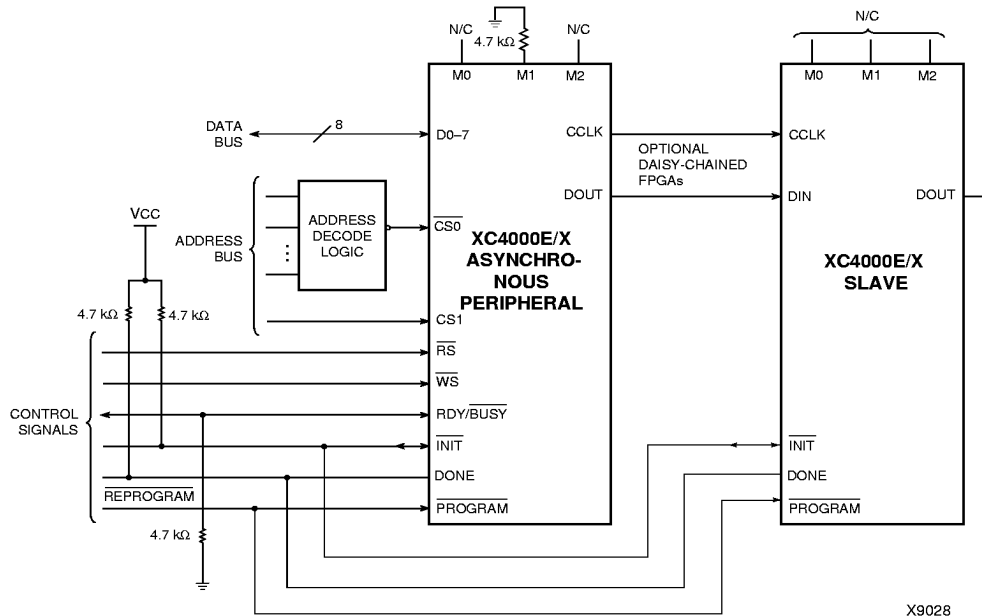 N/C
4.7 kΩ
N/C
N/C
M0
M1
M2
M0
M1
M2
DATA
BUS
8
D0–7
CCLK
OPTIONAL
DAISY-CHAINED
FPGAs
CCLK
DOUT
DIN
DOUT
ADDRESS
BUS
ADDRESS
DECODE
LOGIC
CS0
XC4000E/X
ASYNCHRO-
NOUS
PERIPHERAL
XC4000E/X
SLAVE
VCC
4.7 kΩ
4.7 kΩ
CS1
RS
WS
CONTROL
SIGNALS
RDY/BUSY
INIT
INIT
DONE
DONE
REPROGRAM
PROGRAM
PROGRAM
4.7 kΩ
X9028